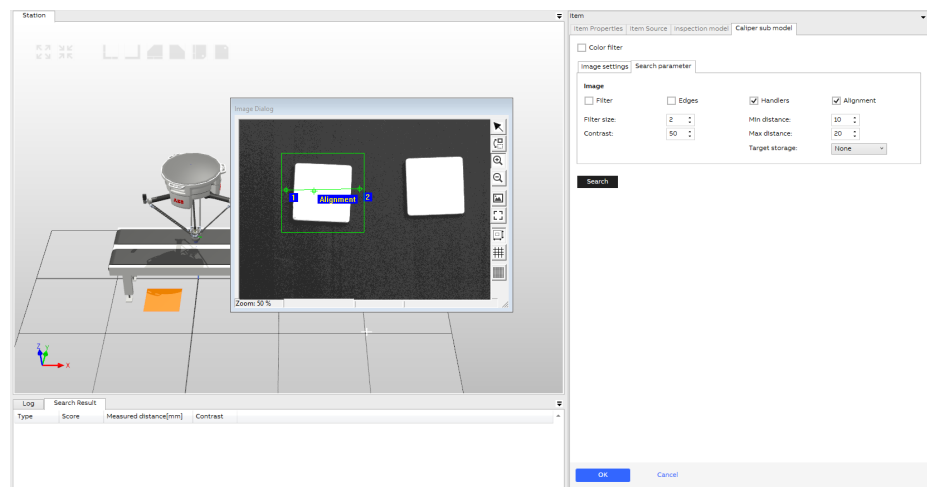 Station
Image Dialog
1 Alignment 2
Zoom: 50 %
ABB
Z
Y
X
Log Search Result
Type Score Measured distance[mm] Contrast
Item
Item Properties Item Source Inspection model Caliper sub model
Color filter
Image settings Search parameter
Image
Filter Edges Handlers Alignment
Filter size: 2 Min distance: 10
Contrast: 50 Max distance: 20
Target storage: None
Search
OK Cancel